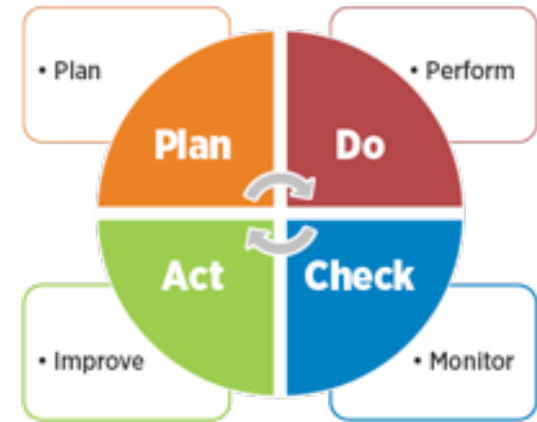 • Plan
• Perform
Plan
Do
Act
Check
• Improve
• Monitor